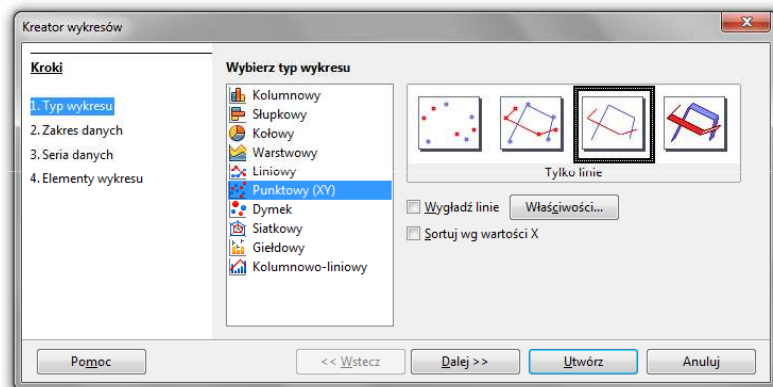 Kreator wykresów
Kroki
1. Typ wykresu
2. Zakres danych
3. Seria danych
4. Elementy wykresu
Wybierz typ wykresu
Kolumnowy
Słupkowy
Kołowy
Warstwowy
Liniowy
Punktowy (XY)
Dymek
Siatkowy
Giełdowy
Kolumnowo-liniowy
Tylko linie
Wygładź linie
Właściwości...
Sortuj wg wartości X
Pomoc
<< Wstecz
Dalej >>
Utwórz
Anuluj